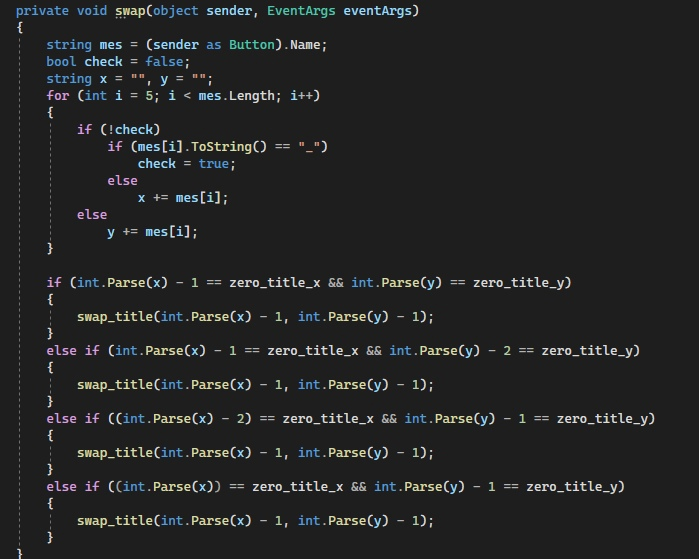 private void swap(object sender, EventArgs eventArgs)
{
string mes = (sender as Button).Name;
bool check = false;
string x = "", y = "";
for (int i = 5; i < mes.Length; i++)
{
if (!check)
if (mes[i].ToString() == "_")
check = true;
else
x += mes[i];
else
y += mes[i];
}
if (int.Parse(x) - 1 == zero_title_x && int.Parse(y) == zero_title_y)
{
swap_title(int.Parse(x) - 1, int.Parse(y) - 1);
}
else if (int.Parse(x) - 1 == zero_title_x && int.Parse(y) - 2 == zero_title_y)
{
swap_title(int.Parse(x) - 1, int.Parse(y) - 1);
}
else if ((int.Parse(x) - 2) == zero_title_x && int.Parse(y) - 1 == zero_title_y)
{
swap_title(int.Parse(x) - 1, int.Parse(y) - 1);
}
else if ((int.Parse(x)) == zero_title_x && int.Parse(y) - 1 == zero_title_y)
{
swap_title(int.Parse(x) - 1, int.Parse(y) - 1);
}
}